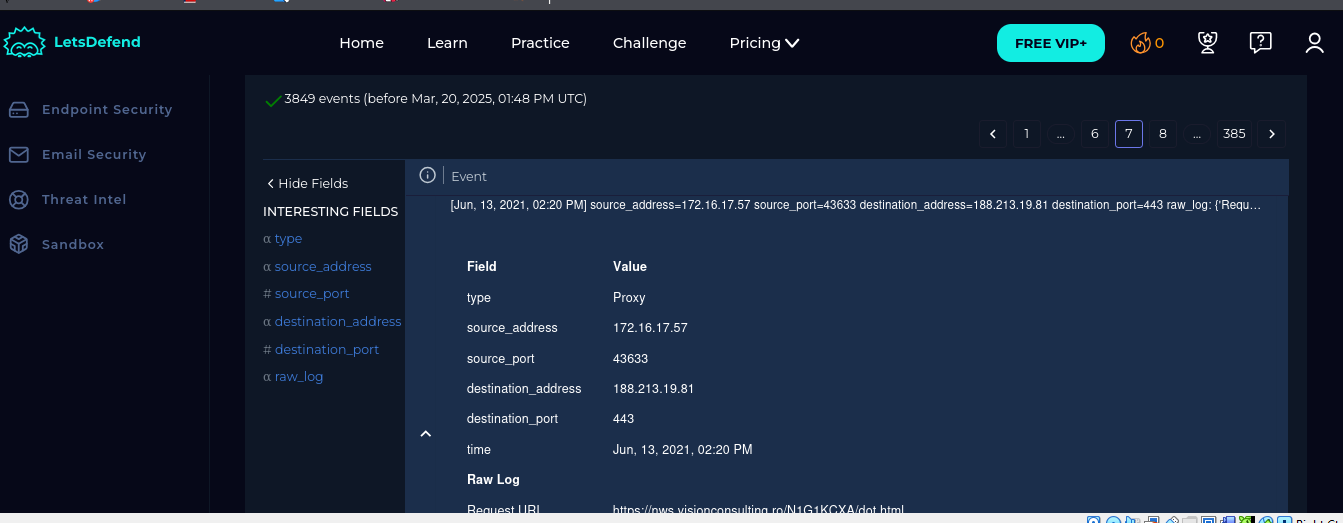 LetsDefend
Home Learn Practice Challenge Pricing
FREE VIP+
0
Endpoint Security
Email Security
Threat Intel
Sandbox
3849 events (before Mar, 20, 2025, 01:48 PM UTC)
1 ... 6 7 8 ... 385
Hide Fields
INTERESTING FIELDS
α type
α source_address
# source_port
α destination_address
# destination_port
α raw_log
Event
[Jun, 13, 2021, 02:20 PM] source_address=172.16.17.57 source_port=43633 destination_address=188.213.19.81 destination_port=443 raw_log: {'Requ...
Field Value
type Proxy
source_address 172.16.17.57
source_port 43633
destination_address 188.213.19.81
destination_port 443
time Jun, 13, 2021, 02:20 PM
Raw Log
Request URL https://nws.visionconsulting.ro/N1G1KCXA/dot.html